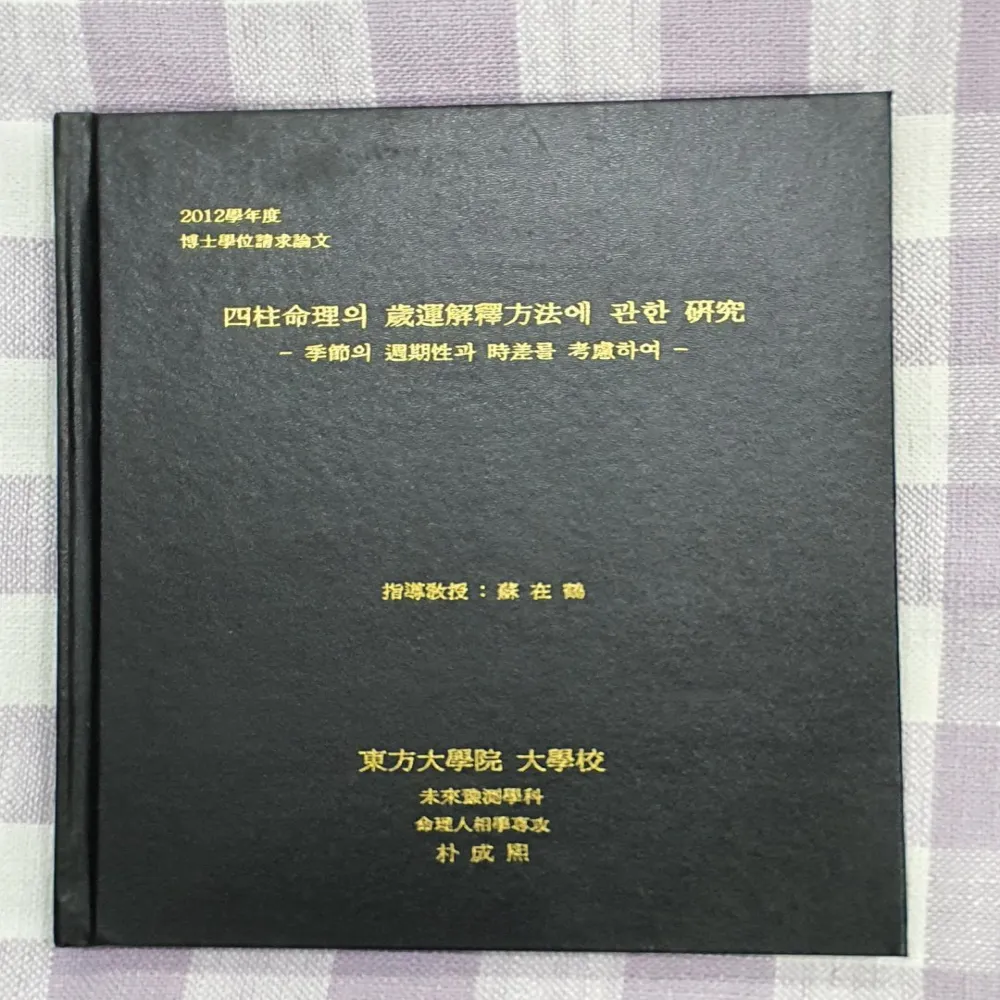 2012學年度
博士學位請求論文
四柱命理의 歲運解釋方法에 관한 硏究
- 季節의 週期性과 時差를 考慮하여 -
指導敎授 : 蘇 在 鶴
東方大學院 大學校
未來豫測學科
命理人相學專攻
朴 成 熙